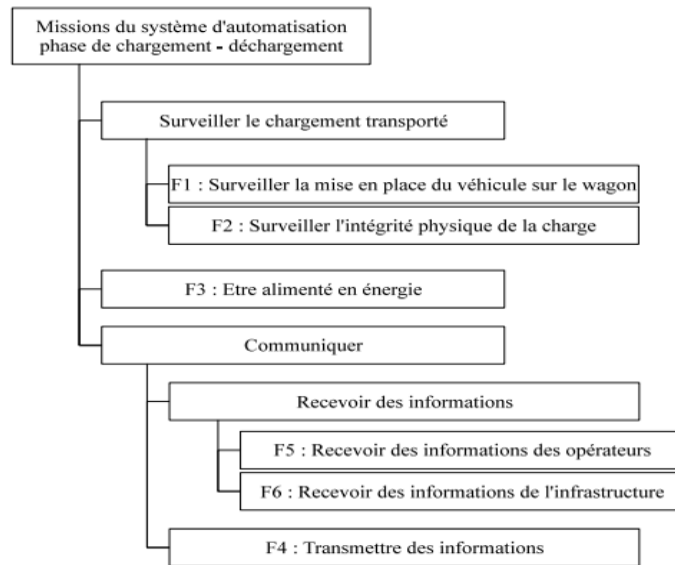 Missions du système d'automatisation
phase de chargement - déchargement
Surveiller le chargement transporté
F1 : Surveiller la mise en place du véhicule sur le wagon
F2 : Surveiller l'intégrité physique de la charge
F3 : Etre alimenté en énergie
Communiquer
Recevoir des informations
F5 : Recevoir des informations des opérateurs
F6 : Recevoir des informations de l'infrastructure
F4 : Transmettre des informations